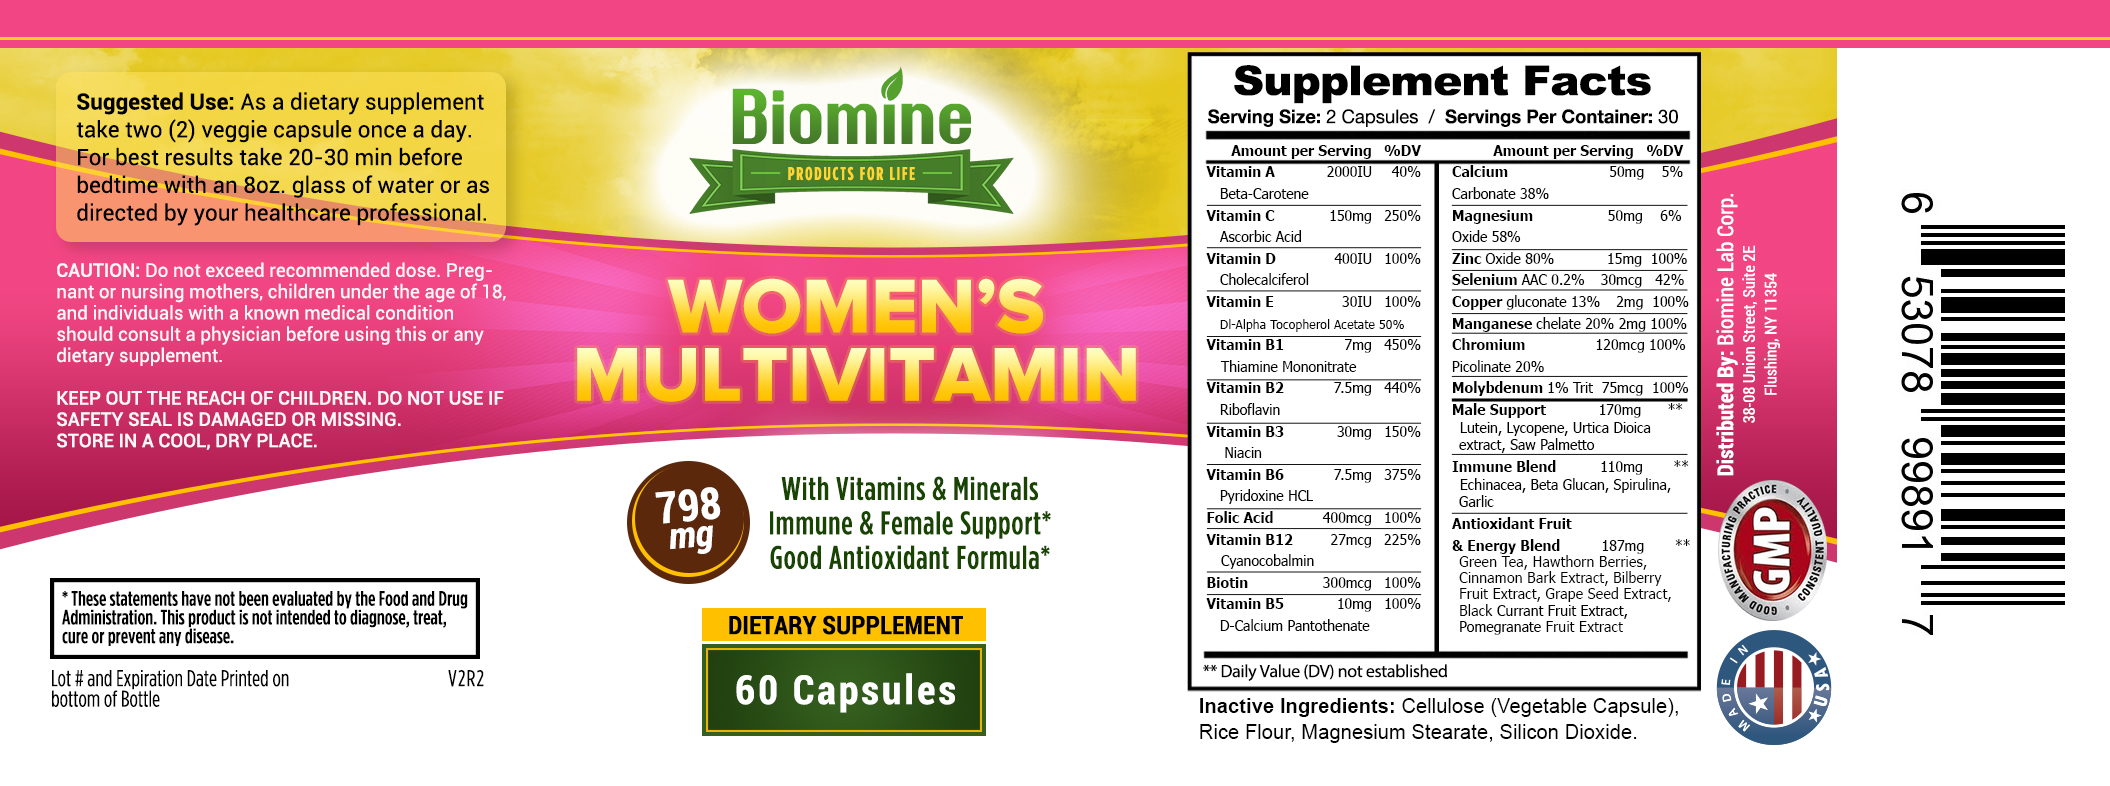 Suggested Use: As a dietary supplement
take two (2) veggie capsule once a day.
For best results take 20-30 min before
bedtime with an 8oz. glass of water or as
directed by your healthcare professional.
CAUTION: Do not exceed recommended dose. Preg-
nant or nursing mothers, children under the age of 18,
and individuals with a known medical condition
should consult a physician before using this or any
dietary supplement.
KEEP OUT THE REACH OF CHILDREN. DO NOT USE IF
SAFETY SEAL IS DAMAGED OR MISSING.
STORE IN A COOL, DRY PLACE.
* These statements have not been evaluated by the Food and Drug
Administration. This product is not intended to diagnose, treat,
cure or prevent any disease.
Lot # and Expiration Date Printed on
bottom of Bottle
V2R2
Biomine
PRODUCTS FOR LIFE
WOMEN'S
MULTIVITAMIN
798
mg
With Vitamins & Minerals
Immune & Female Support*
Good Antioxidant Formula*
DIETARY SUPPLEMENT
60 Capsules
Supplement Facts
Serving Size: 2 Capsules / Servings Per Container: 30
Amount per Serving %DV
Vitamin A 2000IU 40%
Beta-Carotene
Vitamin C 150mg 250%
Ascorbic Acid
Vitamin D 400IU 100%
Cholecalciferol
Vitamin E 30IU 100%
Dl-Alpha Tocopherol Acetate 50%
Vitamin B1 7mg 450%
Thiamine Mononitrate
Vitamin B2 7.5mg 440%
Riboflavin
Vitamin B3 30mg 150%
Niacin
Vitamin B6 7.5mg 375%
Pyridoxine HCL
Folic Acid 400mcg 100%
Vitamin B12 27mcg 225%
Cyanocobalmin
Biotin 300mcg 100%
Vitamin B5 10mg 100%
D-Calcium Pantothenate
Amount per Serving %DV
Calcium 50mg 5%
Carbonate 38%
Magnesium 50mg 6%
Oxide 58%
Zinc Oxide 80% 15mg 100%
Selenium AAC 0.2% 30mcg 42%
Copper gluconate 13% 2mg 100%
Manganese chelate 20% 2mg 100%
Chromium 120mcg 100%
Picolinate 20%
Molybdenum 1% Trit 75mcg 100%
Male Support 170mg **
Lutein, Lycopene, Urtica Dioica
extract, Saw Palmetto
Immune Blend 110mg **
Echinacea, Beta Glucan, Spirulina,
Garlic
Antioxidant Fruit
& Energy Blend 187mg **
Green Tea, Hawthorn Berries,
Cinnamon Bark Extract, Bilberry
Fruit Extract, Grape Seed Extract,
Black Currant Fruit Extract,
Pomegranate Fruit Extract
** Daily Value (DV) not established
Inactive Ingredients: Cellulose (Vegetable Capsule),
Rice Flour, Magnesium Stearate, Silicon Dioxide.
Distributed By: Biomine Lab Corp.
38-08 Union Street, Suite 2E
Flushing, NY 11354
GOOD MANUFACTURING PRACTICE
GMP
CONSISTENT QUALITY
MADE IN
USA
6 53078 99891 7